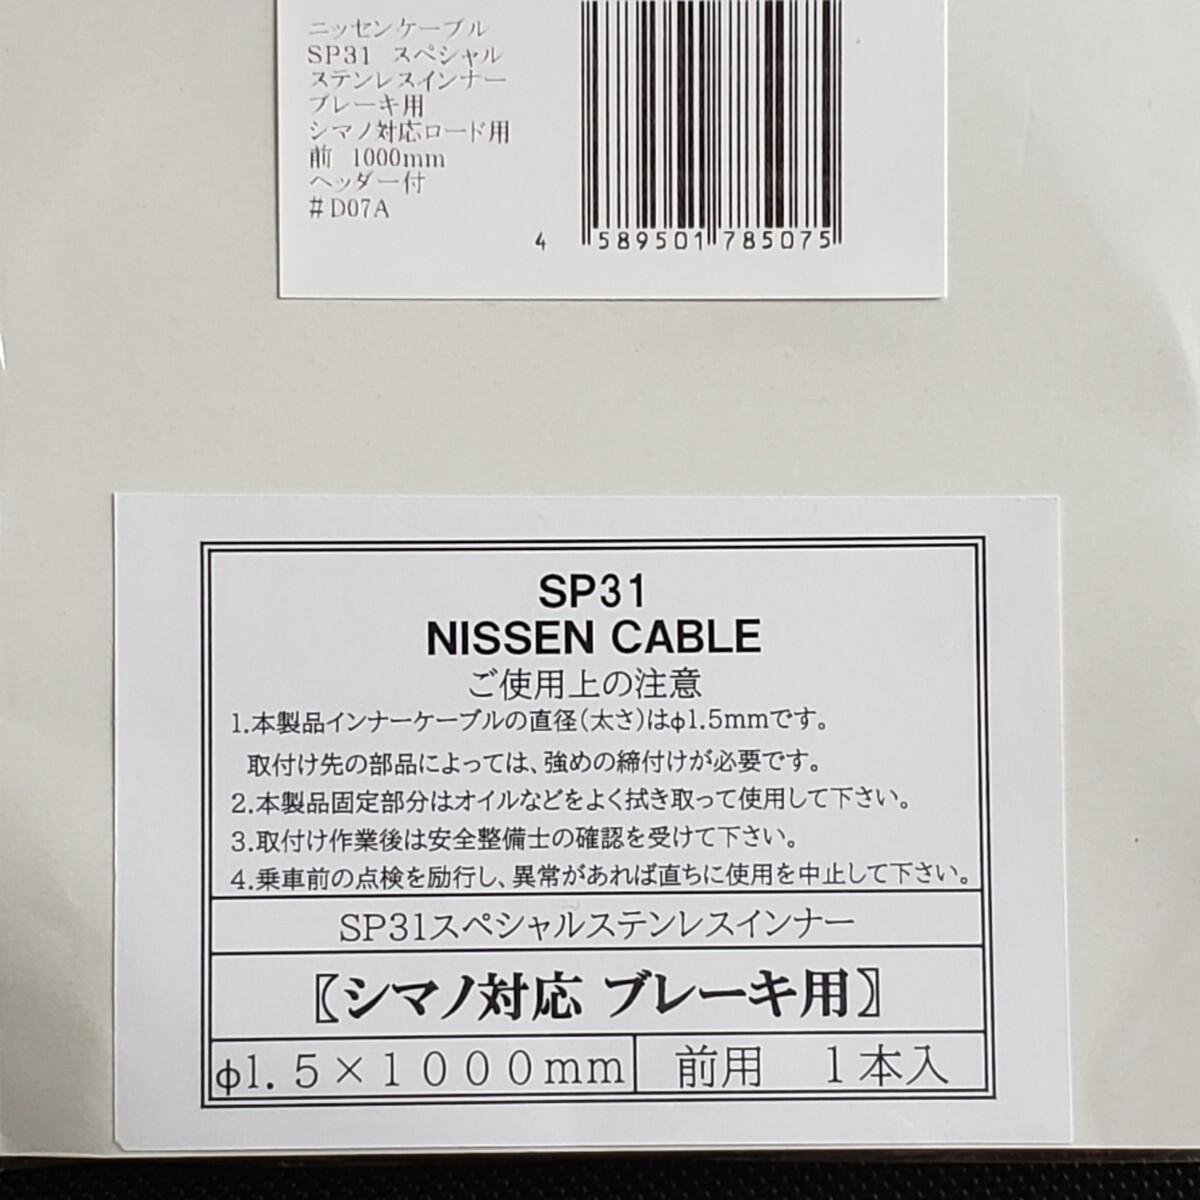 ニッセンケーブル
SP31 スペシャル
ステンレスインナー
ブレーキ用
シマノ対応ロード用
前 1000mm
ヘッダー付
#D07A
4 589501 785075
SP31
NISSEN CABLE
ご使用上の注意
1.本製品インナーケーブルの直径(太さ)はφ1.5mmです。
取付け先の部品によっては、強めの締付けが必要です。
2.本製品固定部分はオイルなどをよく拭き取って使用して下さい。
3.取付け作業後は安全整備士の確認を受けて下さい。
4.乗車前の点検を励行し、異常があれば直ちに使用を中止して下さい。
SP31スペシャルステンレスインナー
〖シマノ対応 ブレーキ用〗
φ1.5×1000mm 前用 1本入